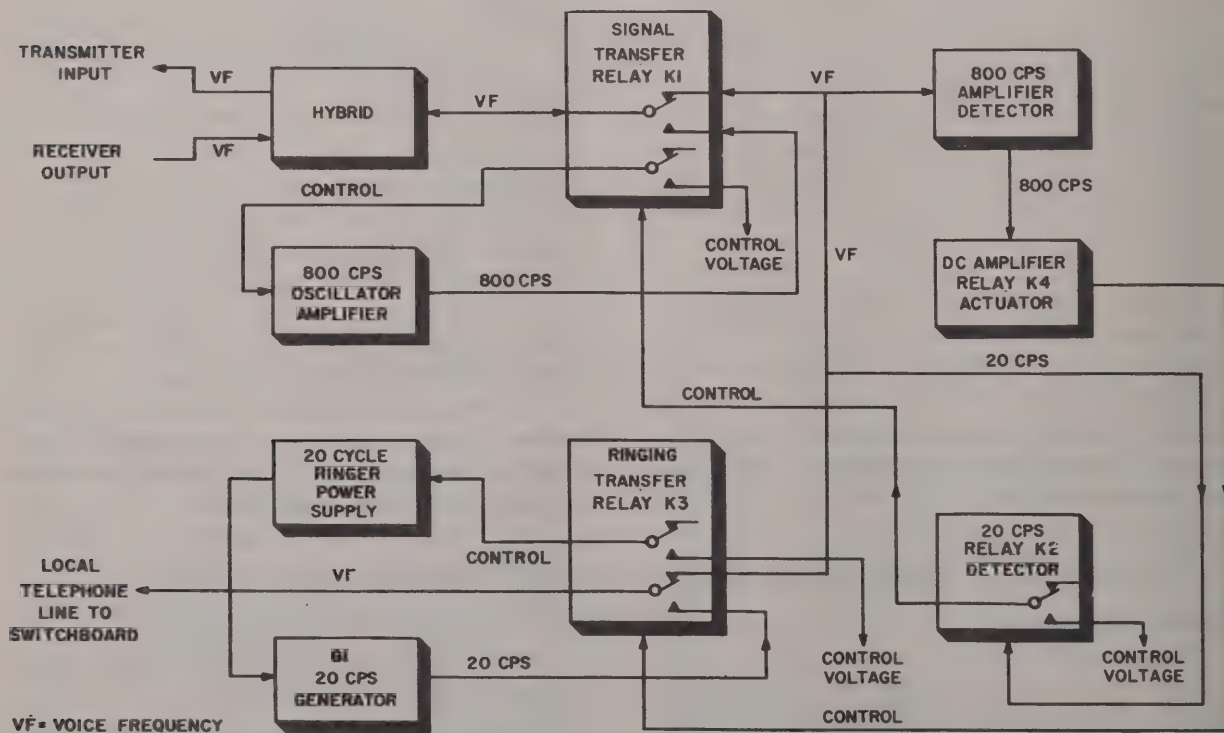 TRANSMITTER
INPUT
VF
HYBRID
VF
RECEIVER
OUTPUT
VF
CONTROL
SIGNAL
TRANSFER
RELAY K1
VF
800 CPS
AMPLIFIER
DETECTOR
800 CPS
CONTROL
VOLTAGE
VF
DC AMPLIFIER
RELAY K4
ACTUATOR
800 CPS
OSCILLATOR
AMPLIFIER
800 CPS
20 CPS
CONTROL
20 CYCLE
RINGER
POWER
SUPPLY
RINGING
TRANSFER
RELAY K3
CONTROL
20 CPS
RELAY K2
DETECTOR
LOCAL
TELEPHONE
LINE TO
SWITCHBOARD
VF
G1
20 CPS
GENERATOR
20 CPS
CONTROL
VOLTAGE
CONTROL
VOLTAGE
CONTROL
VF= VOICE FREQUENCY